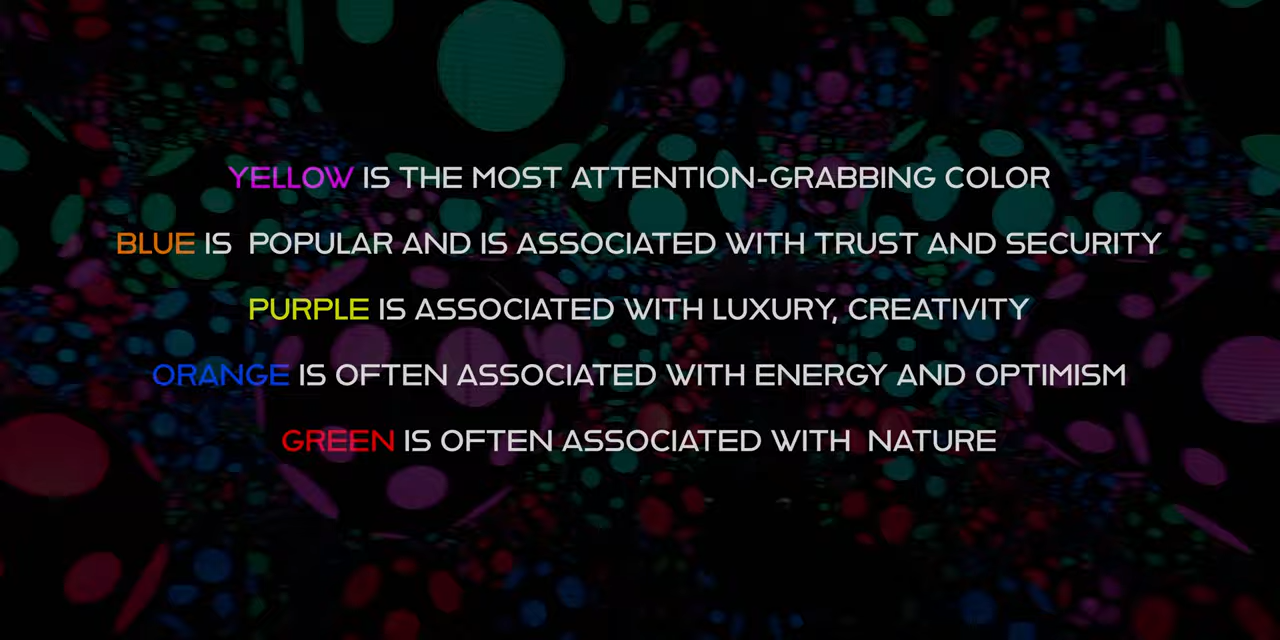 YELLOW IS THE MOST ATTENTION-GRABBING COLOR
BLUE IS  POPULAR AND IS ASSOCIATED WITH TRUST AND SECURITY
PURPLE IS ASSOCIATED WITH LUXURY, CREATIVITY
ORANGE IS OFTEN ASSOCIATED WITH ENERGY AND OPTIMISM
GREEN IS OFTEN ASSOCIATED WITH  NATURE